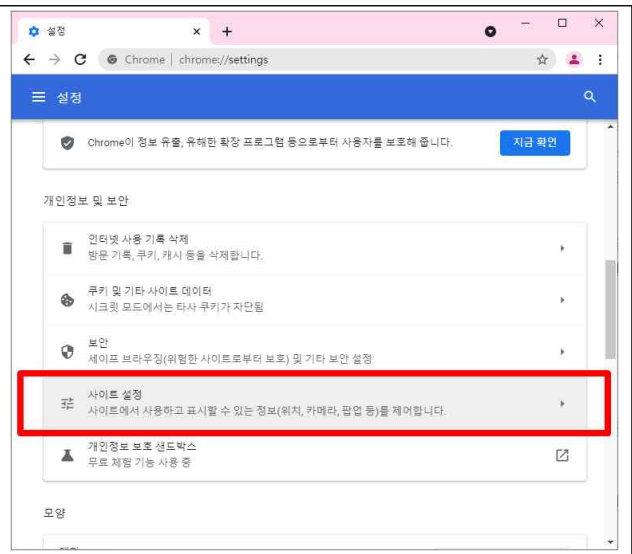 설정
Chrome | chrome://settings
설정
Chrome이 정보 유출, 유해한 확장 프로그램 등으로부터 사용자를 보호해 줍니다.
지금 확인
개인정보 및 보안
인터넷 사용 기록 삭제
방문 기록, 쿠키, 캐시 등을 삭제합니다.
쿠키 및 기타 사이트 데이터
시크릿 모드에서는 타사 쿠키가 차단됨
보안
세이프 브라우징(위험한 사이트로부터 보호) 및 기타 보안 설정
사이트 설정
사이트에서 사용하고 표시할 수 있는 정보(위치, 카메라, 팝업 등)를 제어합니다.
개인정보 보호 샌드박스
무료 체험 기능 사용 중
모양